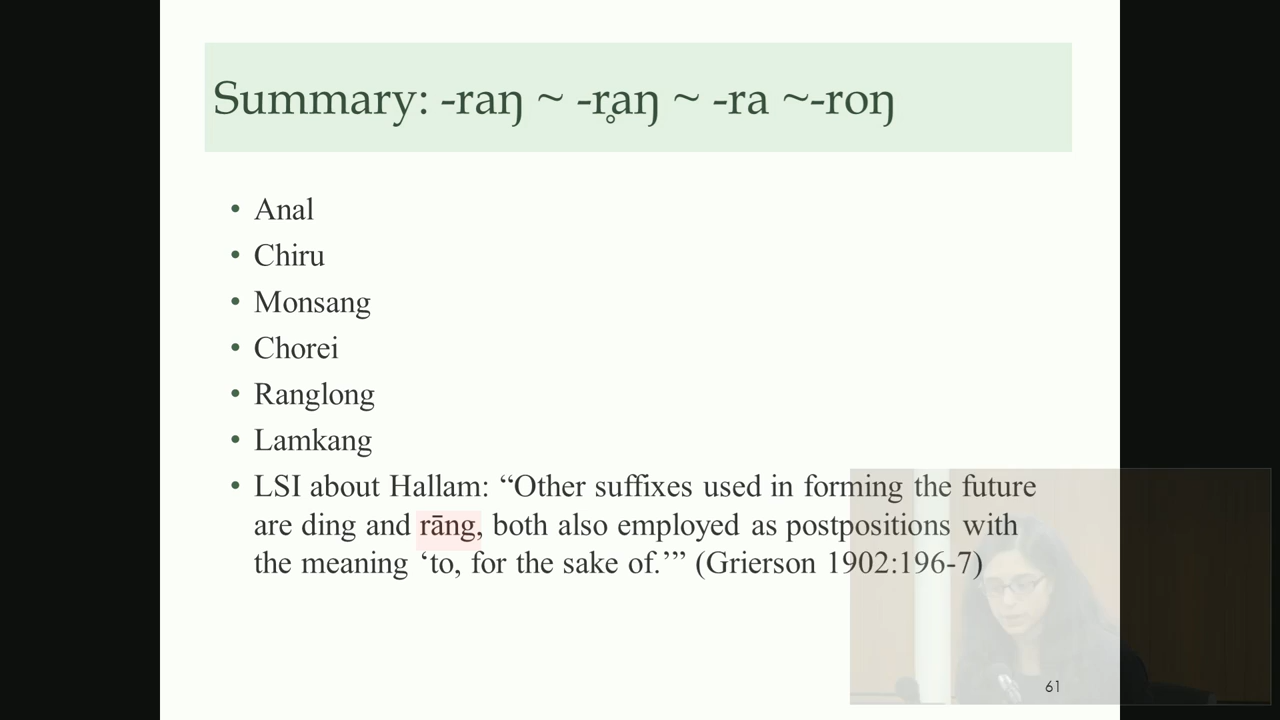 Summary: -raŋ ~ -r̥aŋ ~ -ra ~-roŋ
• Anal
• Chiru
• Monsang
• Chorei
• Ranglong
• Lamkang
• LSI about Hallam: “Other suffixes used in forming the future
are ding and rāng, both also employed as postpositions with
the meaning ‘to, for the sake of.’” (Grierson 1902:196-7)
61